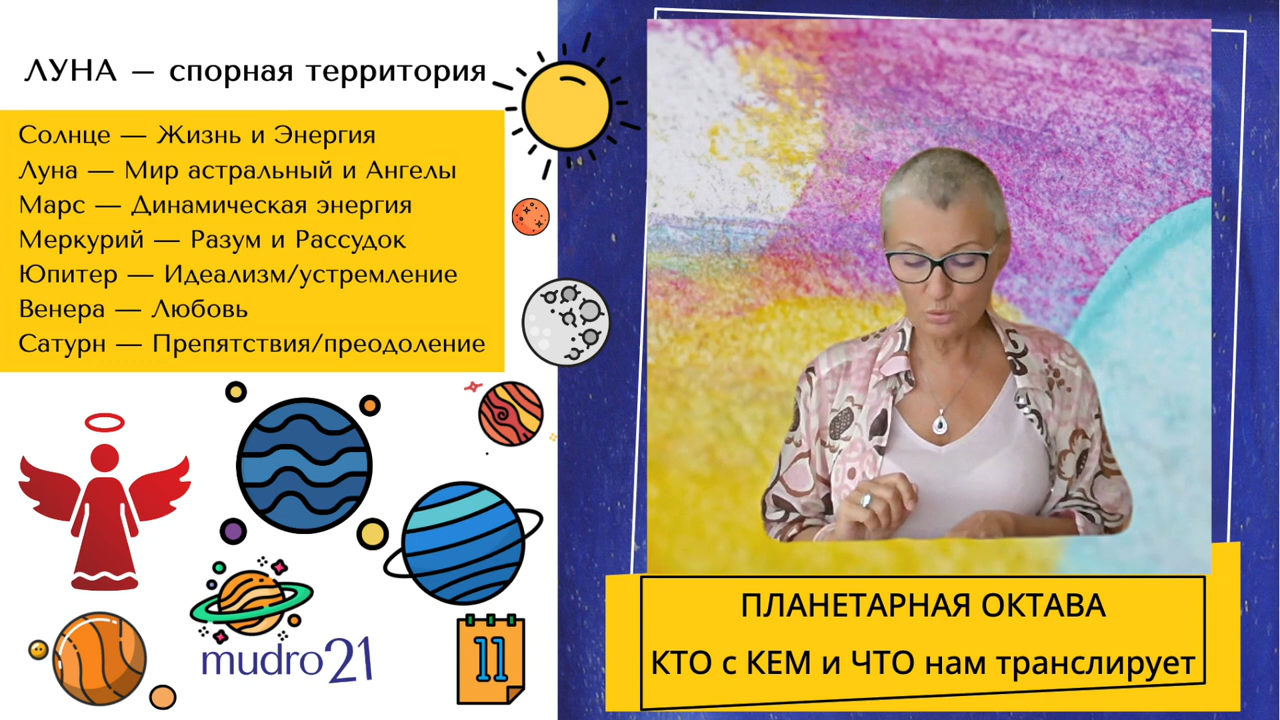 ЛУНА — спорная территория
Солнце — Жизнь и Энергия
Луна — Мир астральный и Ангелы
Марс — Динамическая энергия
Меркурий — Разум и Рассудок
Юпитер — Идеализм/устремление
Венера — Любовь
Сатурн — Препятствия/преодоление
mudro21
11
ПЛАНЕТАРНАЯ ОКТАВА
КТО с КЕМ и ЧТО нам транслирует